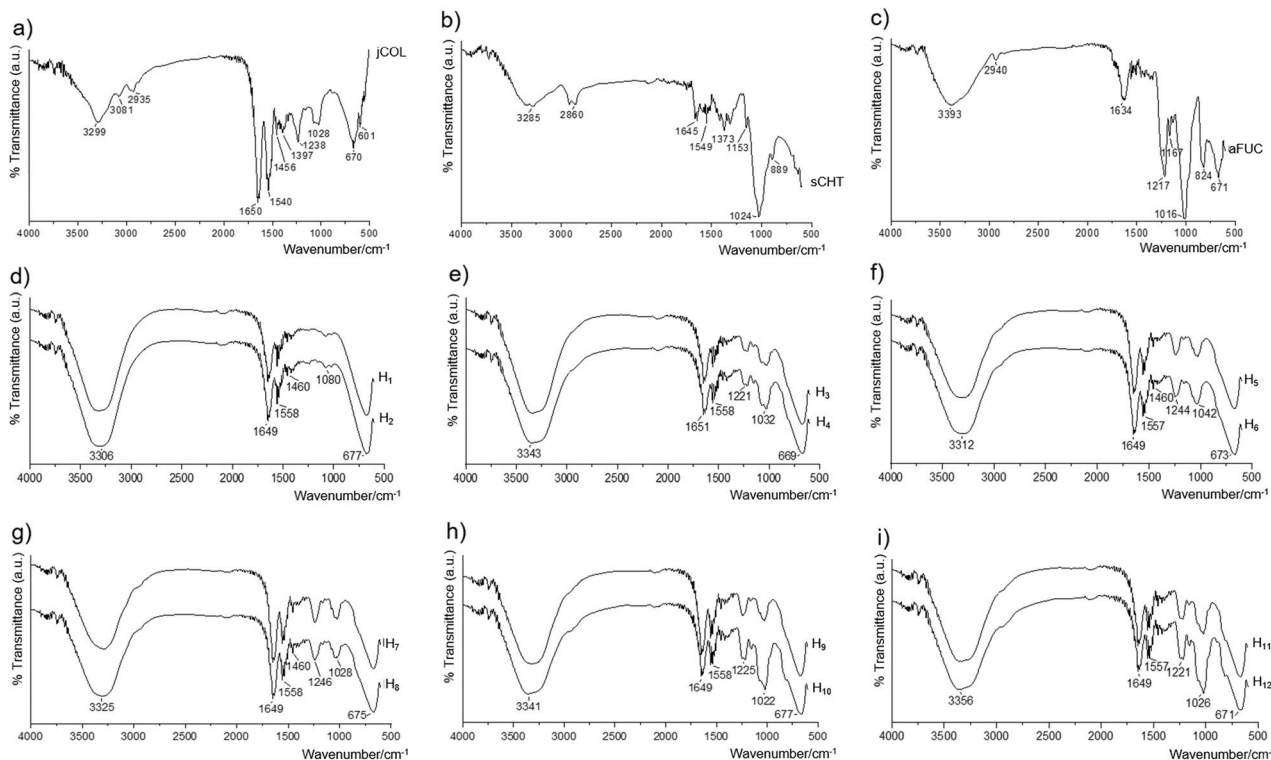 a)
% Transmittance (a.u.)
jCOL
3299
3081
2935
1650
1540
1456
1397
1238
1028
670
601
4000 3500 3000 2500 2000 1500 1000 500
Wavenumber/cm-1
b)
% Transmittance (a.u.)
sCHT
3285
2860
1645
1549
1373
1153
1024
889
4000 3500 3000 2500 2000 1500 1000 500
Wavenumber/cm-1
c)
% Transmittance (a.u.)
aFUC
3393
2940
1634
1217
1167
1016
824
671
4000 3500 3000 2500 2000 1500 1000 500
Wavenumber/cm-1
d)
% Transmittance (a.u.)
H1
H2
3306
1649
1558
1460
1080
677
4000 3500 3000 2500 2000 1500 1000 500
Wavenumber/cm-1
e)
% Transmittance (a.u.)
H3
H4
3343
1651
1558
1221
1032
669
4000 3500 3000 2500 2000 1500 1000 500
Wavenumber/cm-1
f)
% Transmittance (a.u.)
H5
H6
3312
1649
1557
1460
1244
1042
673
4000 3500 3000 2500 2000 1500 1000 500
Wavenumber/cm-1
g)
% Transmittance (a.u.)
H7
H8
3325
1649
1558
1460
1246
1028
675
4000 3500 3000 2500 2000 1500 1000 500
Wavenumber/cm-1
h)
% Transmittance (a.u.)
H9
H10
3341
1649
1558
1225
1022
677
4000 3500 3000 2500 2000 1500 1000 500
Wavenumber/cm-1
i)
% Transmittance (a.u.)
H11
H12
3356
1649
1557
1221
1026
671
4000 3500 3000 2500 2000 1500 1000 500
Wavenumber/cm-1